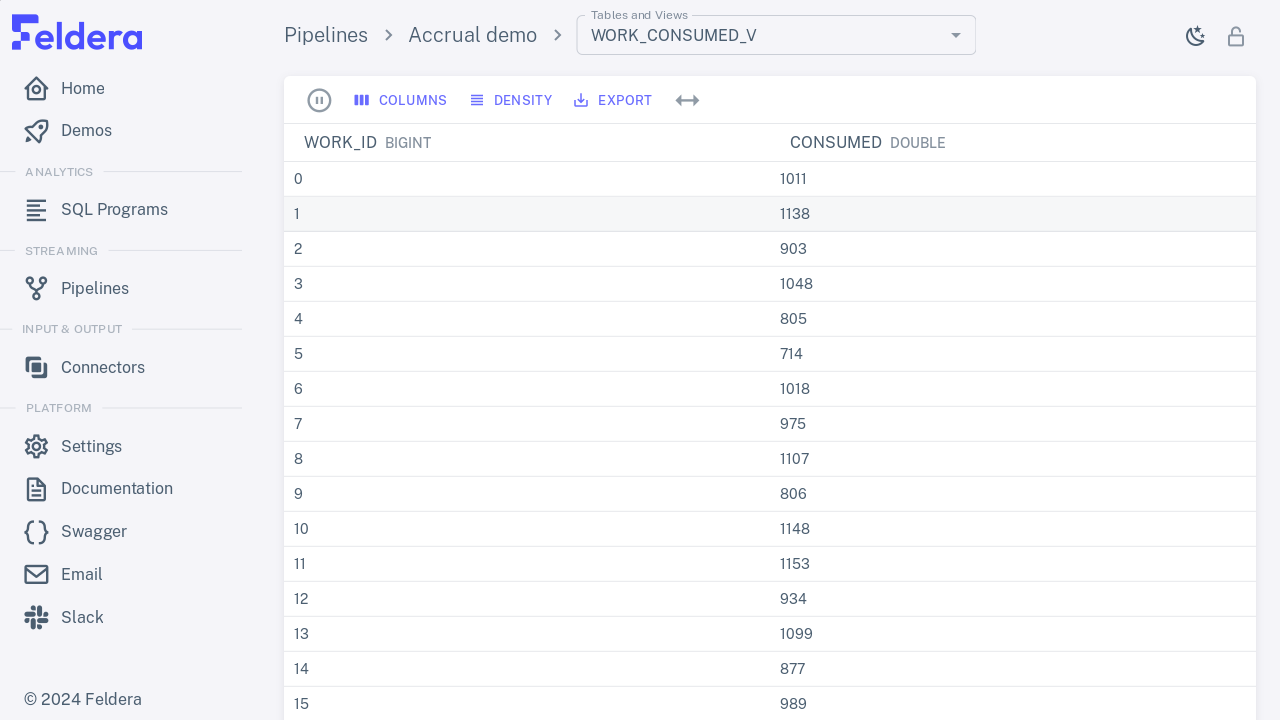 Feldera
Home
Demos
ANALYTICS
SQL Programs
STREAMING
Pipelines
INPUT & OUTPUT
Connectors
PLATFORM
Settings
Documentation
Swagger
Email
Slack
© 2024 Feldera
Pipelines > Accrual demo >
Tables and Views
WORK_CONSUMED_V
COLUMNS DENSITY EXPORT
WORK_ID BIGINT CONSUMED DOUBLE
0 1011
1 1138
2 903
3 1048
4 805
5 714
6 1018
7 975
8 1107
9 806
10 1148
11 1153
12 934
13 1099
14 877
15 989